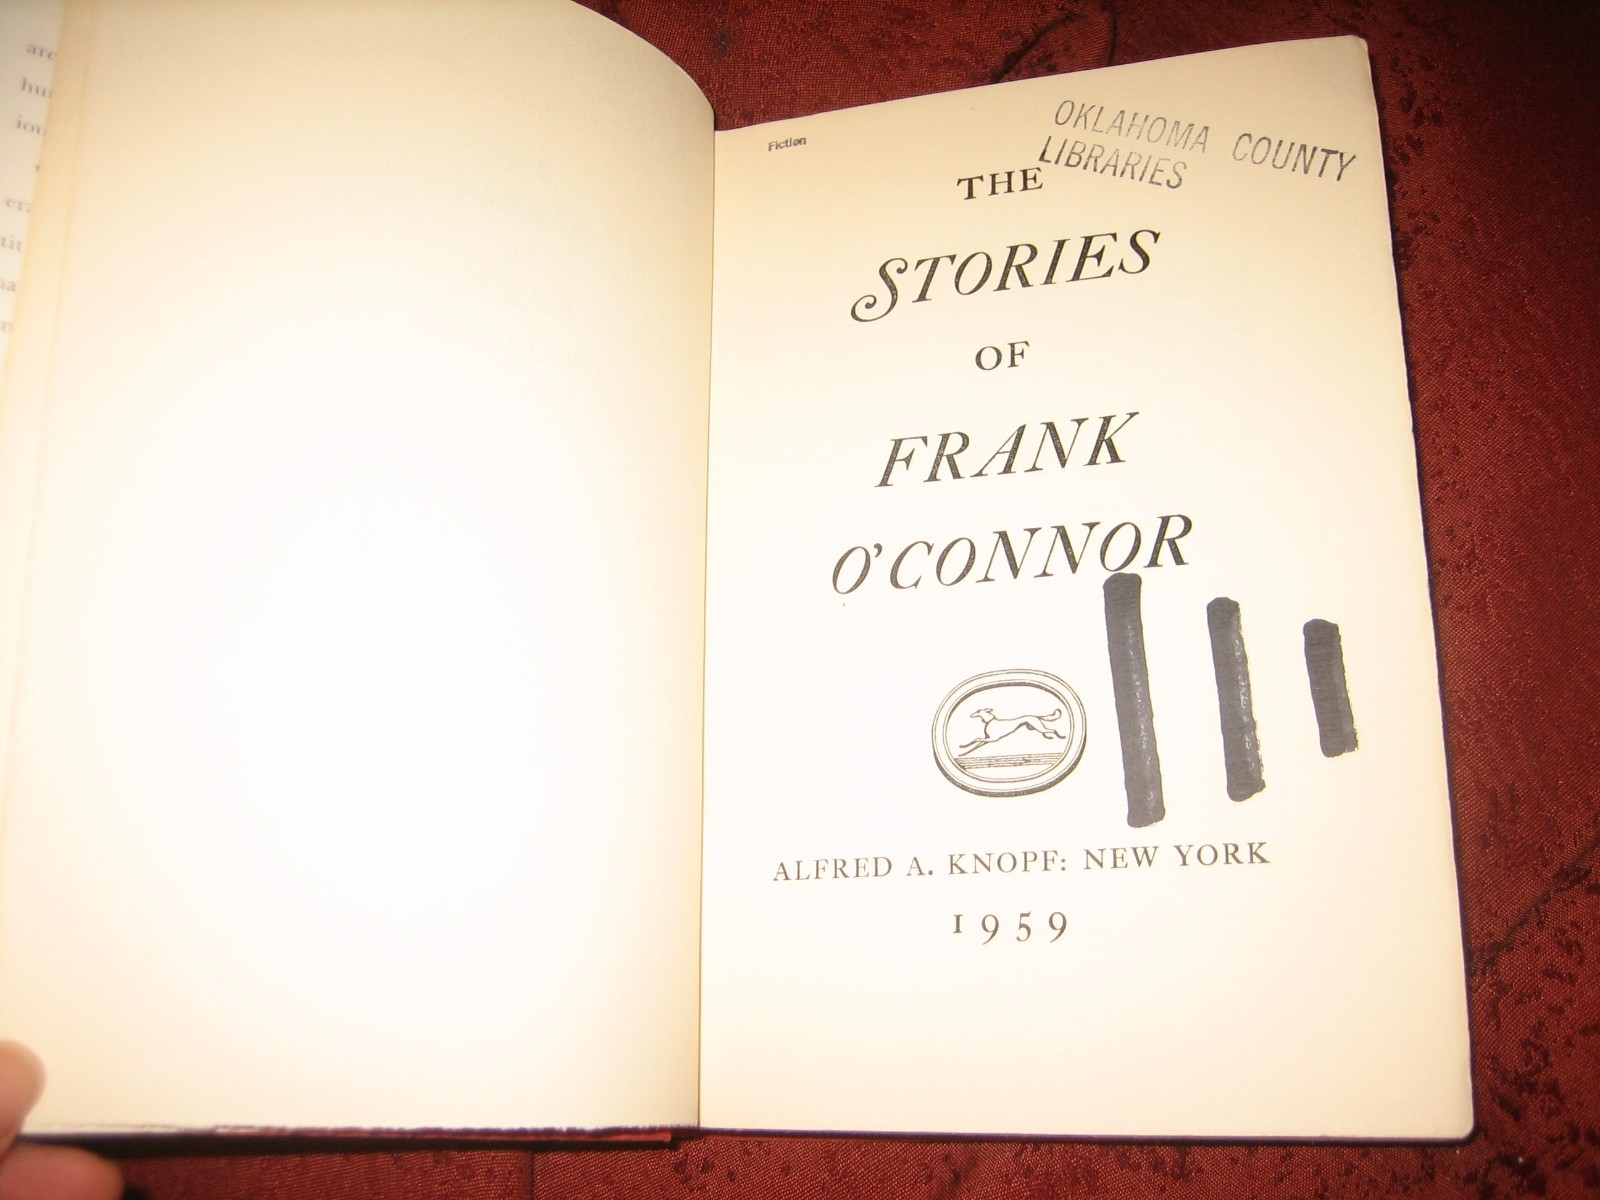 Fiction
OKLAHOMA COUNTY
LIBRARIES
THE
STORIES
OF
FRANK
O'CONNOR
ALFRED A. KNOPF: NEW YORK
1959